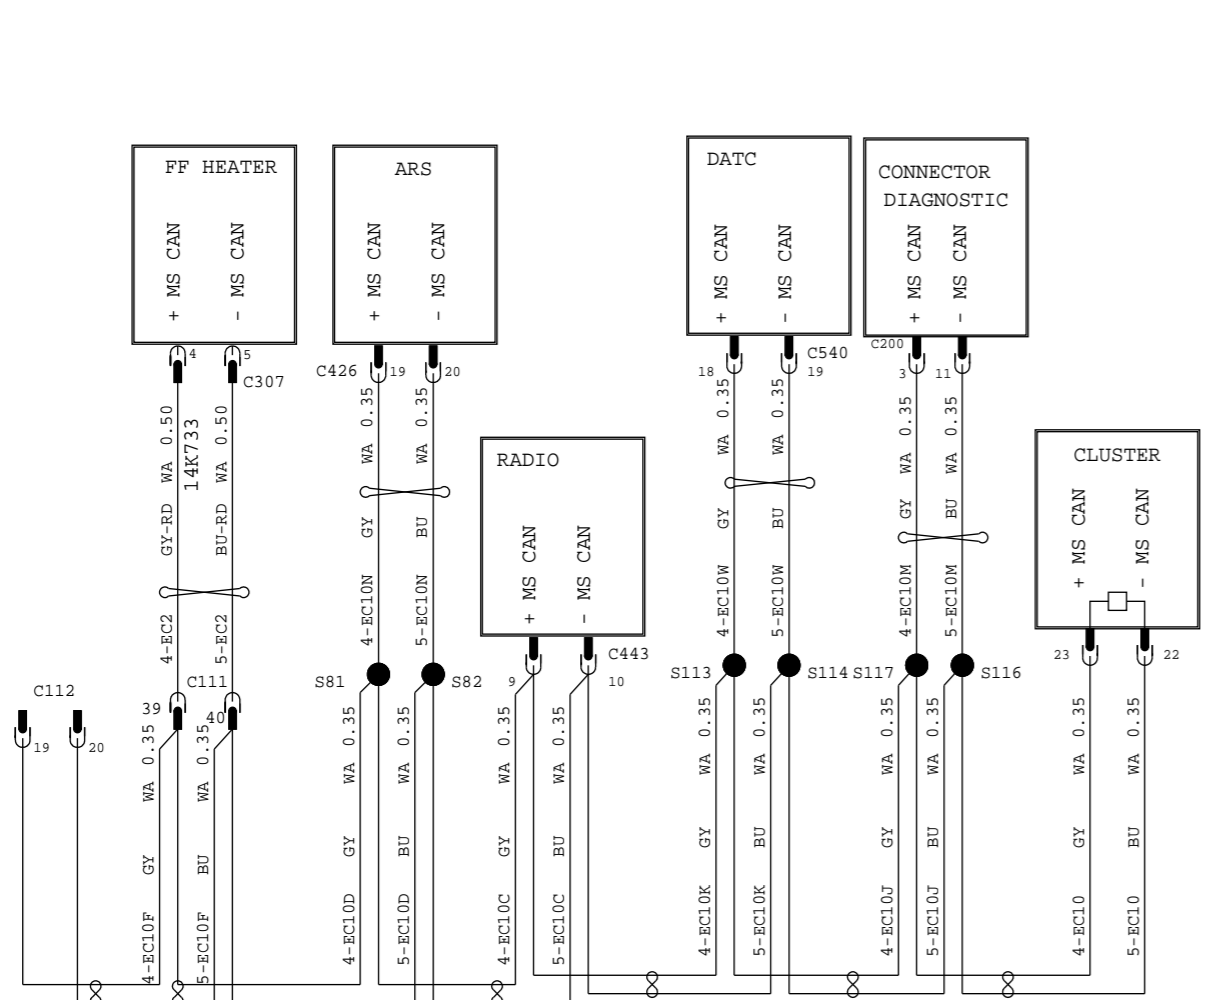 FF HEATER
+ MS CAN
- MS CAN
4
5
C307
WA 0.50
14K733
WA 0.50
GY-RD
BU-RD
4-EC2
5-EC2
C111
39
40
C112
19
20
WA 0.35
WA 0.35
GY
BU
4-EC10F
5-EC10F
ARS
+ MS CAN
- MS CAN
C426
19
20
WA 0.35
WA 0.35
GY
BU
4-EC10N
5-EC10N
S81
S82
WA 0.35
WA 0.35
GY
BU
4-EC10D
5-EC10D
RADIO
+ MS CAN
- MS CAN
C443
9
10
WA 0.35
WA 0.35
GY
BU
4-EC10C
5-EC10C
DATC
+ MS CAN
- MS CAN
C540
18
19
WA 0.35
WA 0.35
GY
BU
4-EC10W
5-EC10W
S113
S114
WA 0.35
WA 0.35
GY
BU
4-EC10K
5-EC10K
CONNECTOR
DIAGNOSTIC
+ MS CAN
- MS CAN
C200
3
11
WA 0.35
WA 0.35
GY
BU
4-EC10M
5-EC10M
S117
S116
WA 0.35
WA 0.35
GY
BU
4-EC10J
5-EC10J
CLUSTER
+ MS CAN
- MS CAN
23
22
WA 0.35
WA 0.35
GY
BU
4-EC10
5-EC10